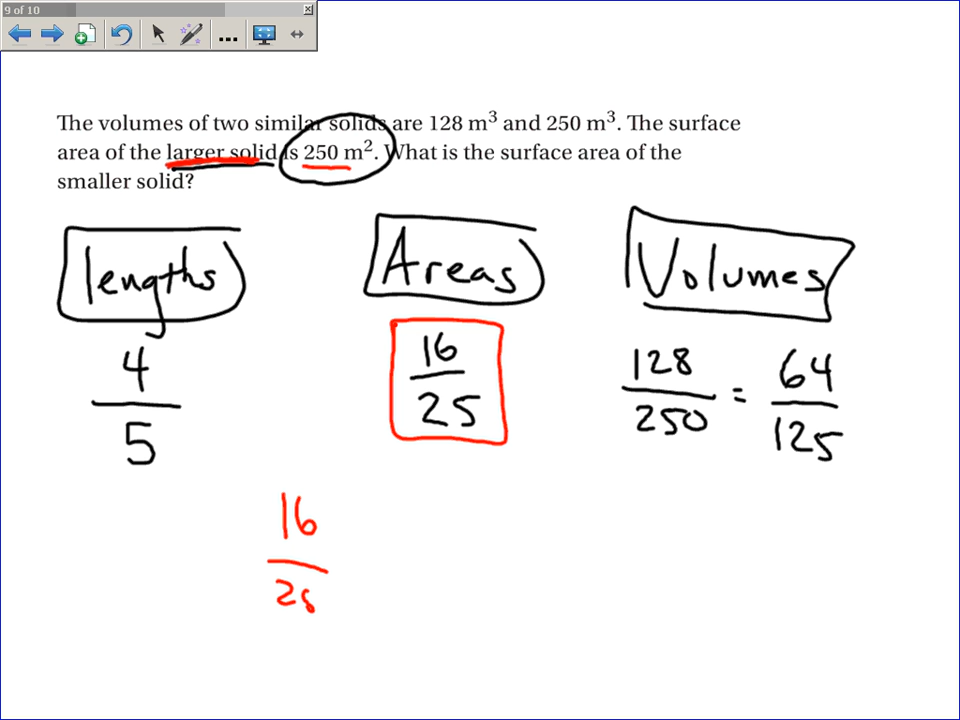 9 of 10
The volumes of two similar solids are 128 m³ and 250 m³. The surface
area of the larger solid is 250 m². What is the surface area of the
smaller solid?
lengths Areas Volumes
4/5 16/25 128/250 = 64/125
16/25